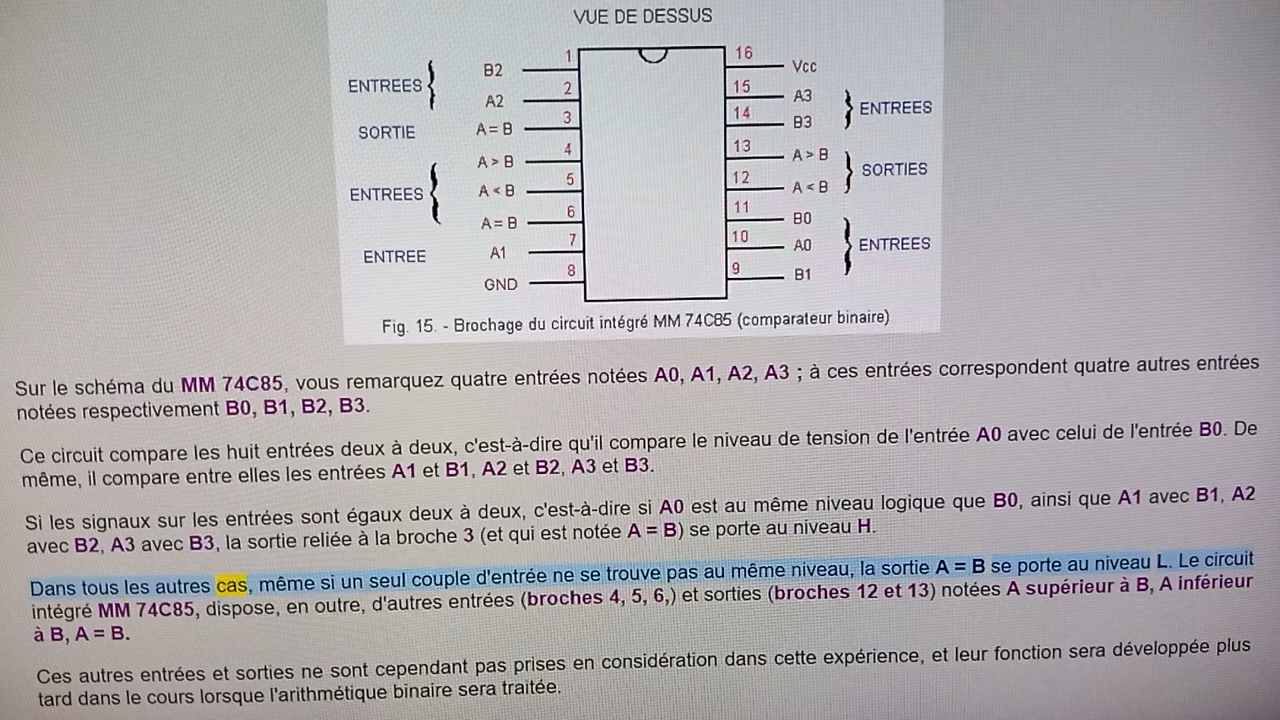 VUE DE DESSUS
1 16
B2 Vcc
ENTREES
2 15
A2 A3
ENTREES
3 14
SORTIE A = B B3
4 13
A > B A > B
SORTIES
5 12
ENTREES A < B A < B
6 11
A = B B0
7 10
ENTREE A1 A0 ENTREES
8 9
GND B1
Fig. 15. - Brochage du circuit intégré MM 74C85 (comparateur binaire)
Sur le schéma du MM 74C85, vous remarquez quatre entrées notées A0, A1, A2, A3 ; à ces entrées correspondent quatre autres entrées
notées respectivement B0, B1, B2, B3.
Ce circuit compare les huit entrées deux à deux, c'est-à-dire qu'il compare le niveau de tension de l'entrée A0 avec celui de l'entrée B0. De
même, il compare entre elles les entrées A1 et B1, A2 et B2, A3 et B3.
Si les signaux sur les entrées sont égaux deux à deux, c'est-à-dire si A0 est au même niveau logique que B0, ainsi que A1 avec B1, A2
avec B2, A3 avec B3, la sortie reliée à la broche 3 (et qui est notée A = B) se porte au niveau H.
Dans tous les autres cas, même si un seul couple d'entrée ne se trouve pas au même niveau, la sortie A = B se porte au niveau L. Le circuit
intégré MM 74C85, dispose, en outre, d'autres entrées (broches 4, 5, 6,) et sorties (broches 12 et 13) notées A supérieur à B, A inférieur
à B, A = B.
Ces autres entrées et sorties ne sont cependant pas prises en considération dans cette expérience, et leur fonction sera développée plus
tard dans le cours lorsque l'arithmétique binaire sera traitée.